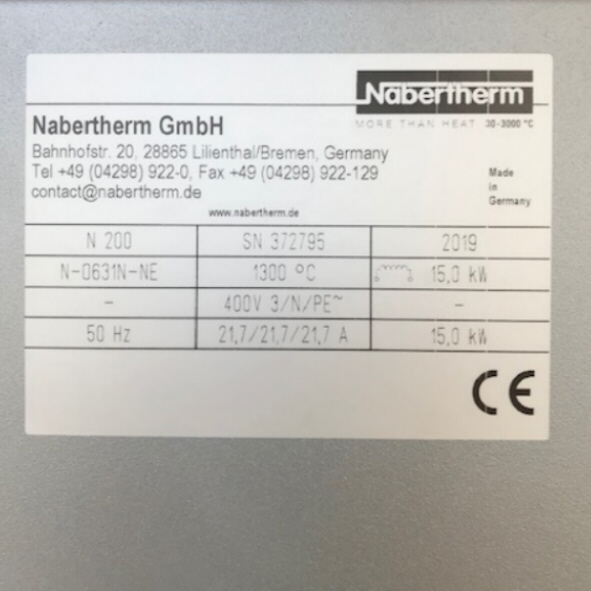 Nabertherm
MORE THAN HEAT 30-3000 °C
Nabertherm GmbH
Bahnhofstr. 20, 28865 Lilienthal/Bremen, Germany
Tel +49 (04298) 922-0, Fax +49 (04298) 922-129
contact@nabertherm.de
Made
in
Germany
www.nabertherm.de
N 200 SN 372795 2019
N-0631N-NE 1300 °C 15,0 kW
- 400V 3/N/PE~ -
50 Hz 21,7/21,7/21,7 A 15,0 kW
CE